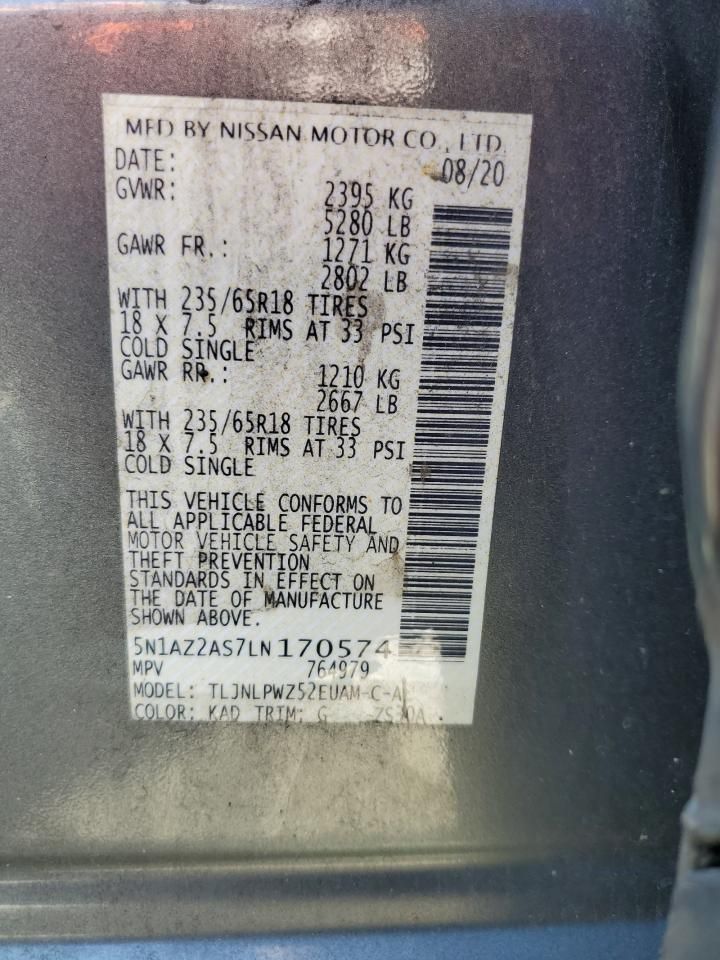 MFD BY NISSAN MOTOR CO., LTD.
DATE: 08/20
GVWR: 2395 KG
5280 LB
GAWR FR.: 1271 KG
2802 LB
WITH 235/65R18 TIRES
18 X 7.5 RIMS AT 33 PSI
COLD SINGLE
GAWR RR.: 1210 KG
2667 LB
WITH 235/65R18 TIRES
18 X 7.5 RIMS AT 33 PSI
COLD SINGLE
THIS VEHICLE CONFORMS TO
ALL APPLICABLE FEDERAL
MOTOR VEHICLE SAFETY AND
THEFT PREVENTION
STANDARDS IN EFFECT ON
THE DATE OF MANUFACTURE
SHOWN ABOVE.
5N1AZ2AS7LN170574
MPV 764979
MODEL: TLJNLPWZ52EUAM-C-A
COLOR: KAD TRIM: G